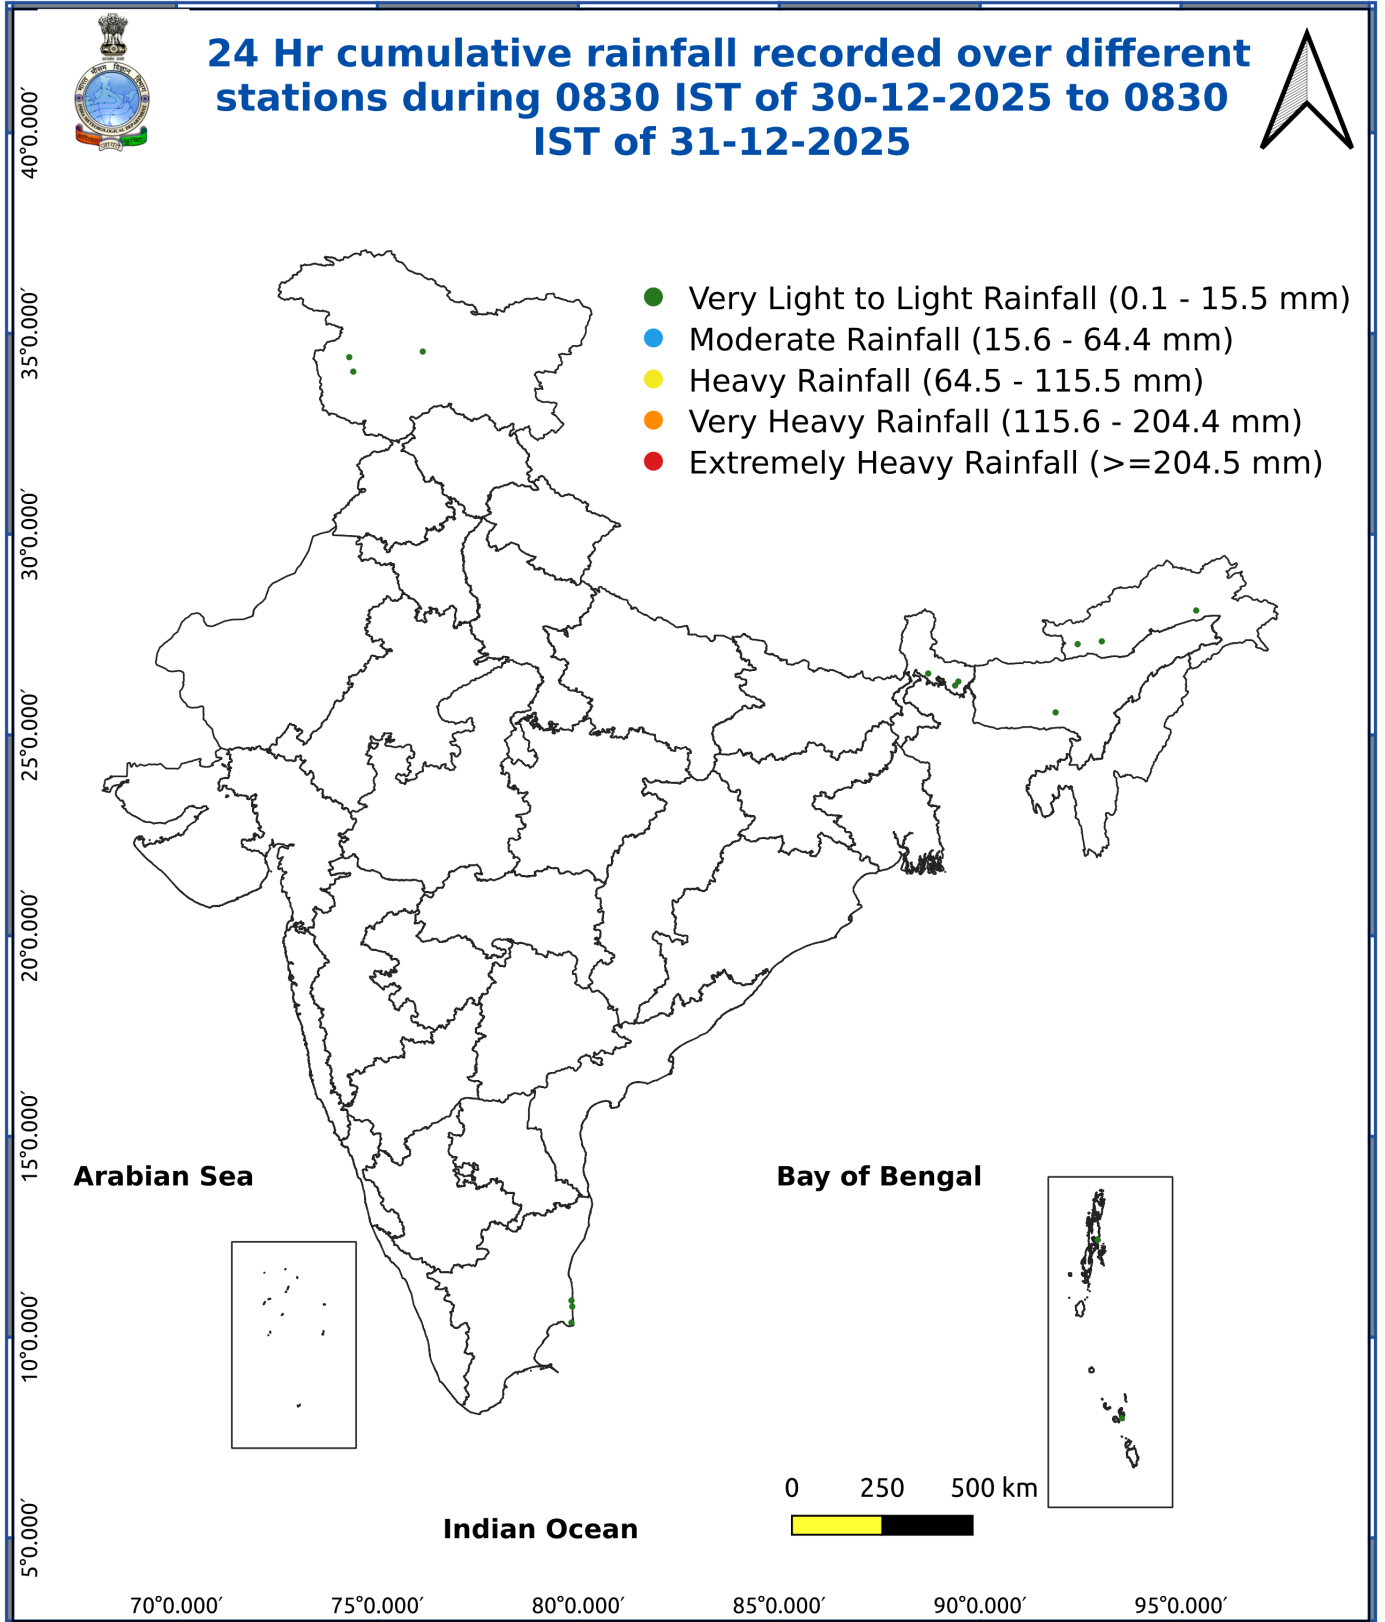 24 Hr cumulative rainfall recorded over different
stations during 0830 IST of 30-12-2025 to 0830
IST of 31-12-2025
Very Light to Light Rainfall (0.1 - 15.5 mm)
Moderate Rainfall (15.6 - 64.4 mm)
Heavy Rainfall (64.5 - 115.5 mm)
Very Heavy Rainfall (115.6 - 204.4 mm)
Extremely Heavy Rainfall (>=204.5 mm)
40°0.000′
35°0.000′
30°0.000′
25°0.000′
20°0.000′
15°0.000′
10°0.000′
5°0.000′
Arabian Sea
Bay of Bengal
Indian Ocean
0 250 500 km
70°0.000′ 75°0.000′ 80°0.000′ 85°0.000′ 90°0.000′ 95°0.000′